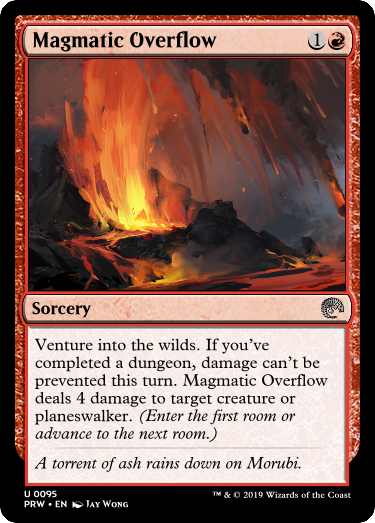 Magmatic Overflow 1
Sorcery
Venture into the wilds. If you've
completed a dungeon, damage can't be
prevented this turn. Magmatic Overflow
deals 4 damage to target creature or
planeswalker. (Enter the first room or
advance to the next room.)
A torrent of ash rains down on Morubi.
U 0095
PRW • EN Jay Wong
™ & © 2019 Wizards of the Coast